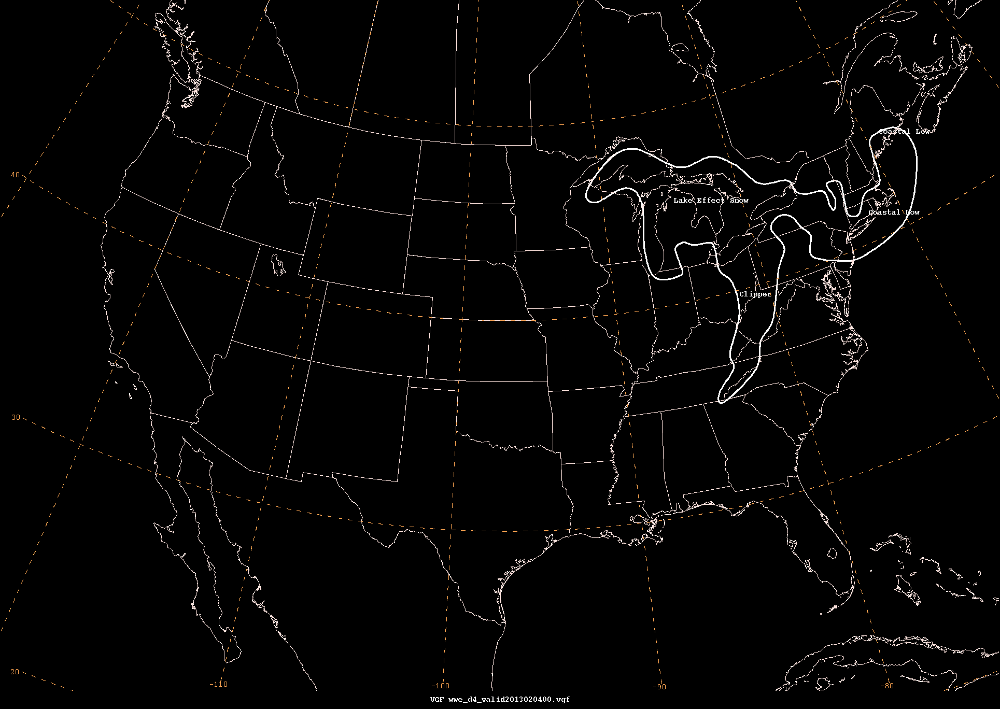 Coastal Low
40
Lake Effect Snow
Coastal Low
Clipper
30
20
-110
-100
-90
-80
VGF wwe_d4_valid2013020400.vgf